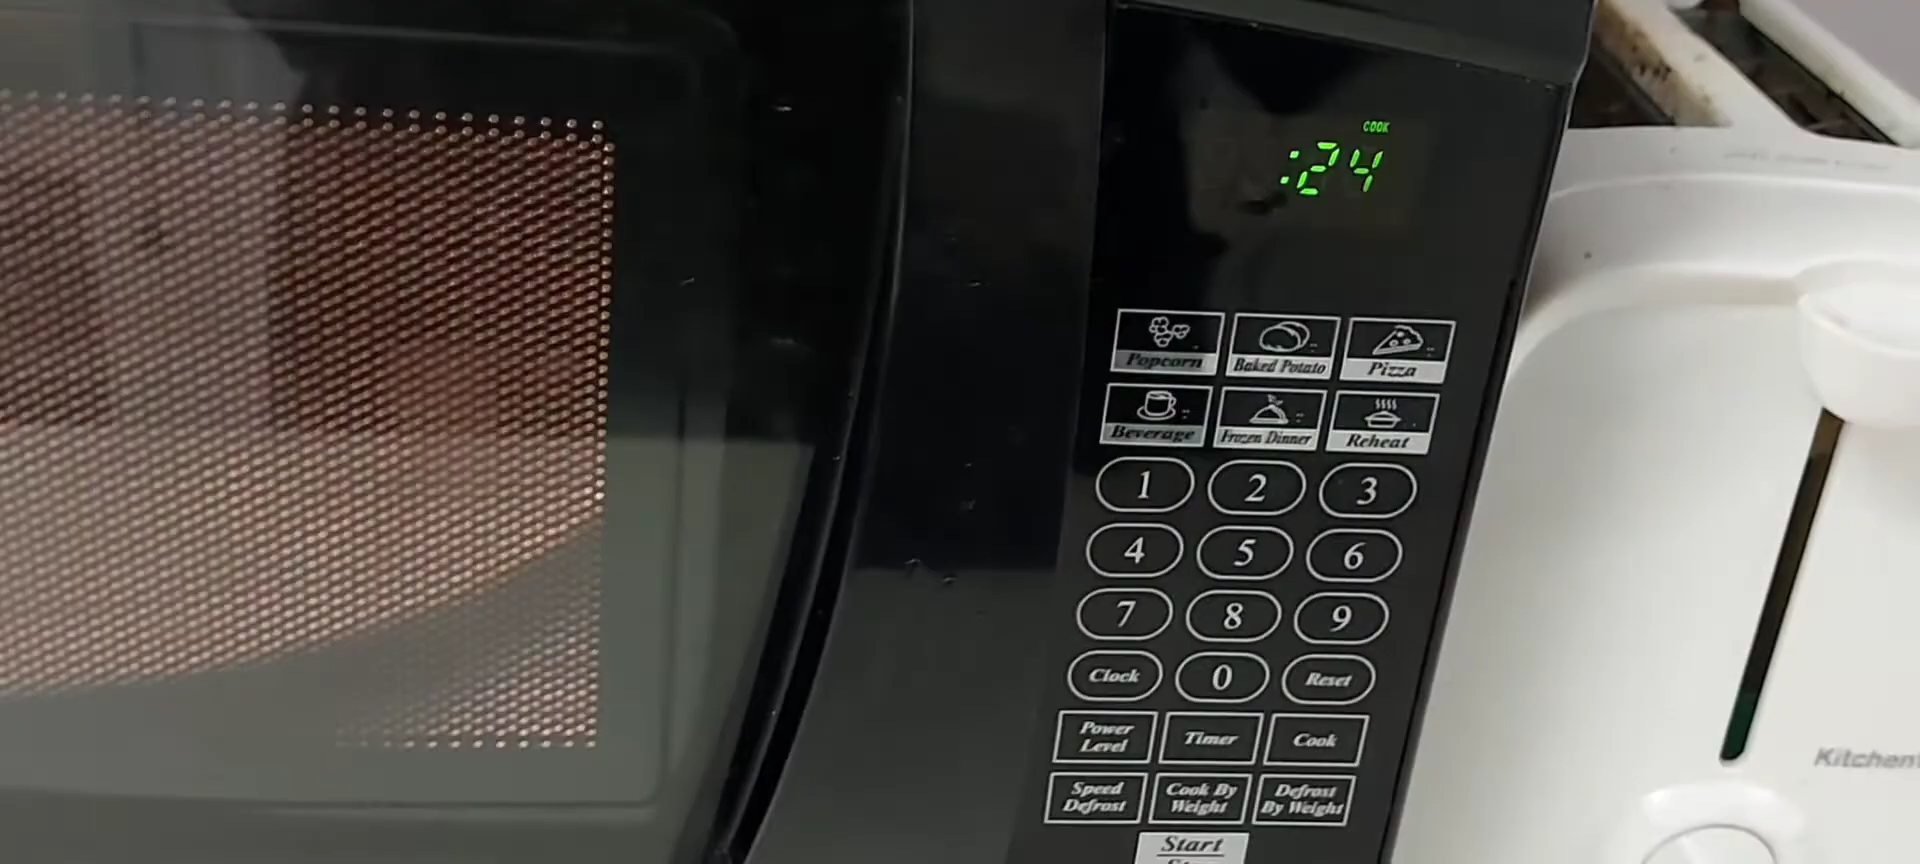 COOK
:24
Popcorn
Baked Potato
Pizza
Beverage
Frozen Dinner
Reheat
1 2 3
4 5 6
7 8 9
Clock 0 Reset
Power
Level
Timer
Cook
Speed
Defrost
Cook By
Weight
Defrost
By Weight
Start